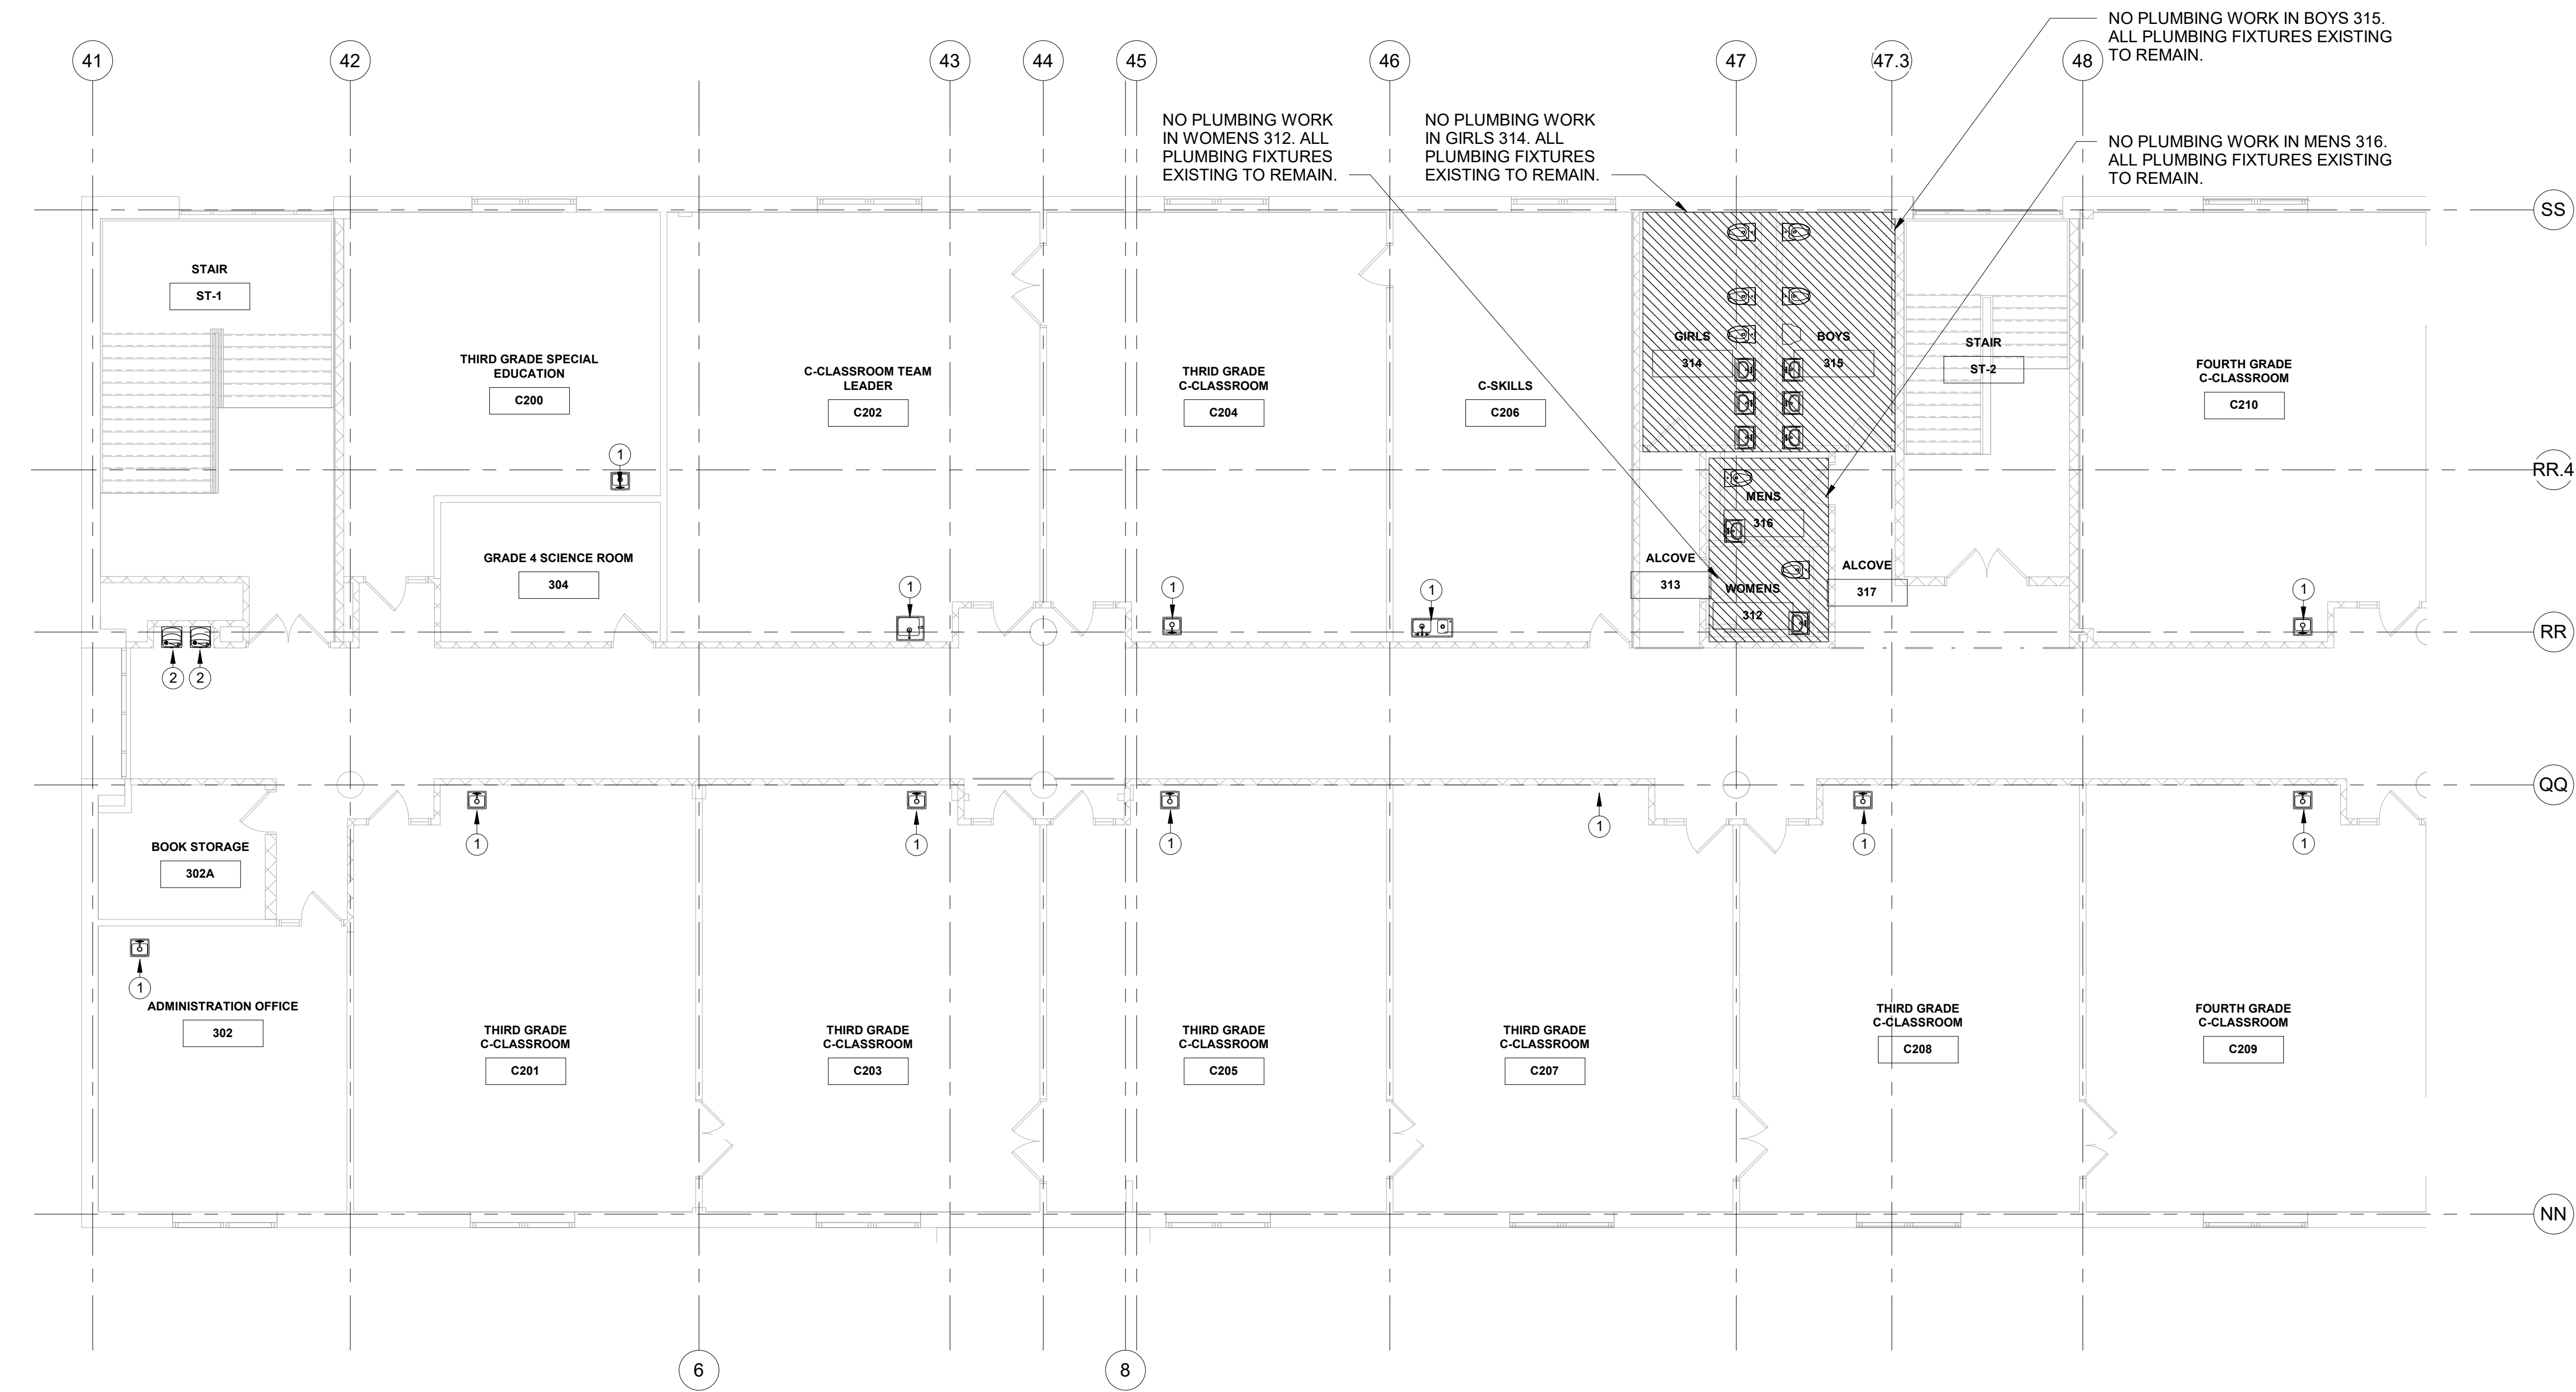 NO PLUMBING WORK IN BOYS 315.
ALL PLUMBING FIXTURES EXISTING
TO REMAIN.
41
42
43
44
45
46
47
47.3
48
NO PLUMBING WORK
IN WOMENS 312. ALL
PLUMBING FIXTURES
EXISTING TO REMAIN.
NO PLUMBING WORK
IN GIRLS 314. ALL
PLUMBING FIXTURES
EXISTING TO REMAIN.
NO PLUMBING WORK IN MENS 316.
ALL PLUMBING FIXTURES EXISTING
TO REMAIN.
SS
STAIR
ST-1
THIRD GRADE SPECIAL
EDUCATION
C200
C-CLASSROOM TEAM
LEADER
C202
THRID GRADE
C-CLASSROOM
C204
C-SKILLS
C206
GIRLS
314
BOYS
315
STAIR
ST-2
FOURTH GRADE
C-CLASSROOM
C210
1
RR.4
MENS
316
GRADE 4 SCIENCE ROOM
304
1
1
1
ALCOVE
313
WOMENS
312
ALCOVE
317
1
RR
2
2
QQ
1
1
1
1
1
1
BOOK STORAGE
302A
1
ADMINISTRATION OFFICE
302
THIRD GRADE
C-CLASSROOM
C201
THIRD GRADE
C-CLASSROOM
C203
THIRD GRADE
C-CLASSROOM
C205
THIRD GRADE
C-CLASSROOM
C207
THIRD GRADE
C-CLASSROOM
C208
FOURTH GRADE
C-CLASSROOM
C209
NN
6
8